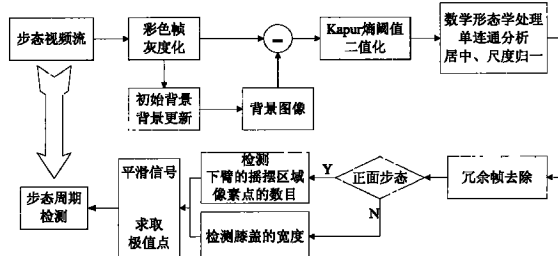 步态视频流
彩色帧
灰度化
Kapur熵阈值
二值化
数学形态学处理
单连通分析
居中、尺度归一
初始背景
背景更新
背景图像
冗余帧去除
正面步态
Y
N
检测
下臂的摇摆区域
像素点的数目
检测膝盖的宽度
平滑信号
求取
极值点
步态周期
检测